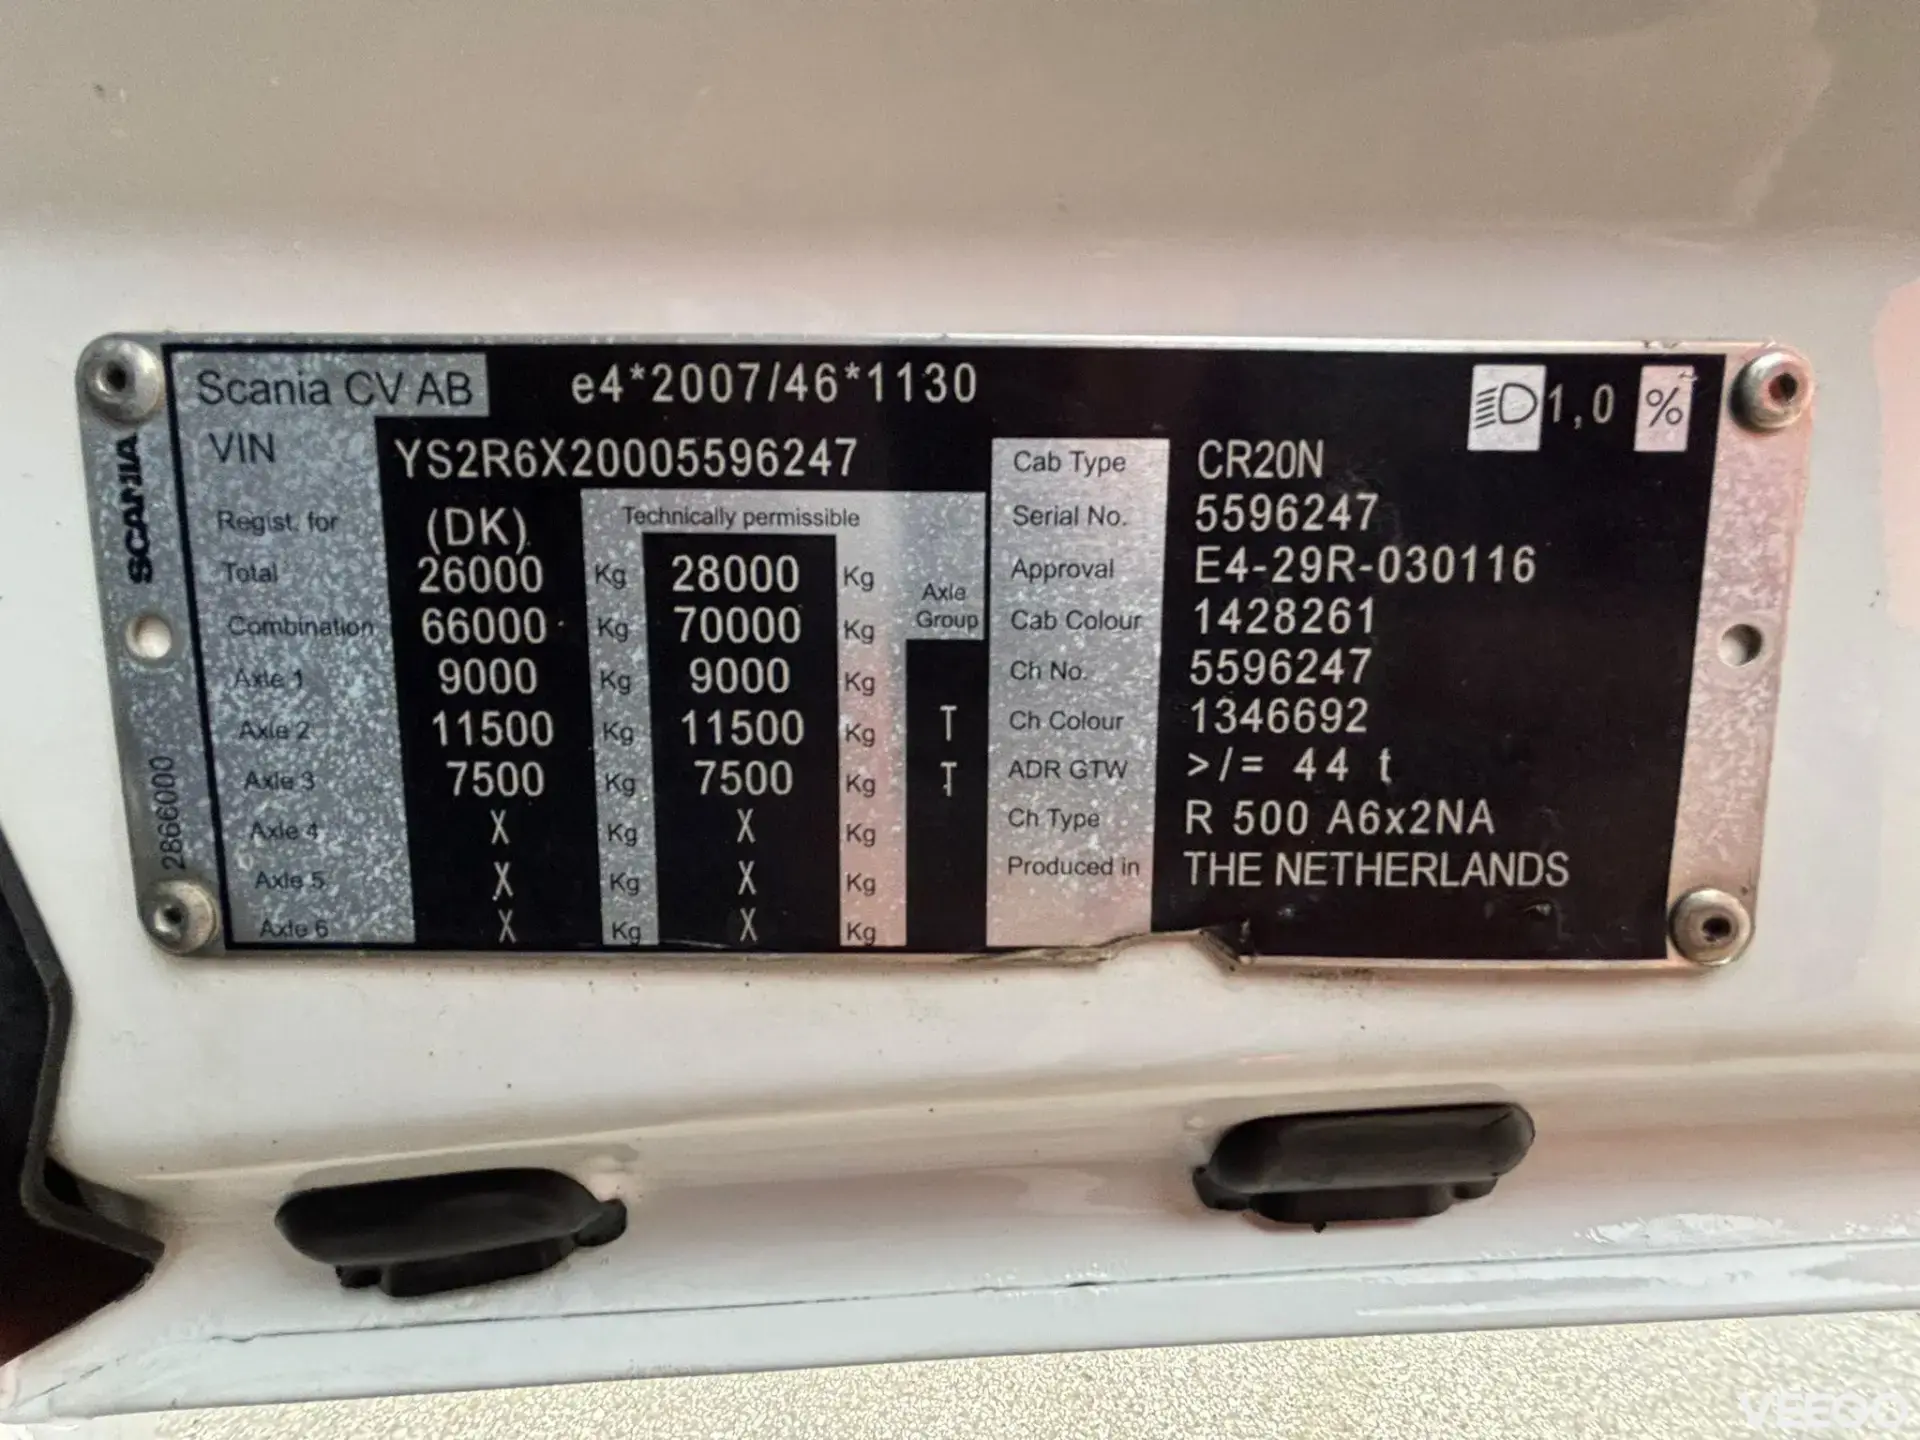 Scania CV AB e4*2007/46*1130 1,0 %
VIN YS2R6X20005596247
Regist. for (DK) Technically permissible
Total 26000 Kg 28000 Kg
Combination 66000 Kg 70000 Kg
Axle Group
Axle 1 9000 Kg 9000 Kg
Axle 2 11500 Kg 11500 Kg T
Axle 3 7500 Kg 7500 Kg T
Axle 4 X Kg X Kg
Axle 5 X Kg X Kg
Axle 6 X Kg X Kg
Cab Type CR20N
Serial No. 5596247
Approval E4-29R-030116
Cab Colour 1428261
Ch No. 5596247
Ch Colour 1346692
ADR GTW >/= 44 t
Ch Type R 500 A6x2NA
Produced in THE NETHERLANDS
SCANIA
2866000
VEEQO